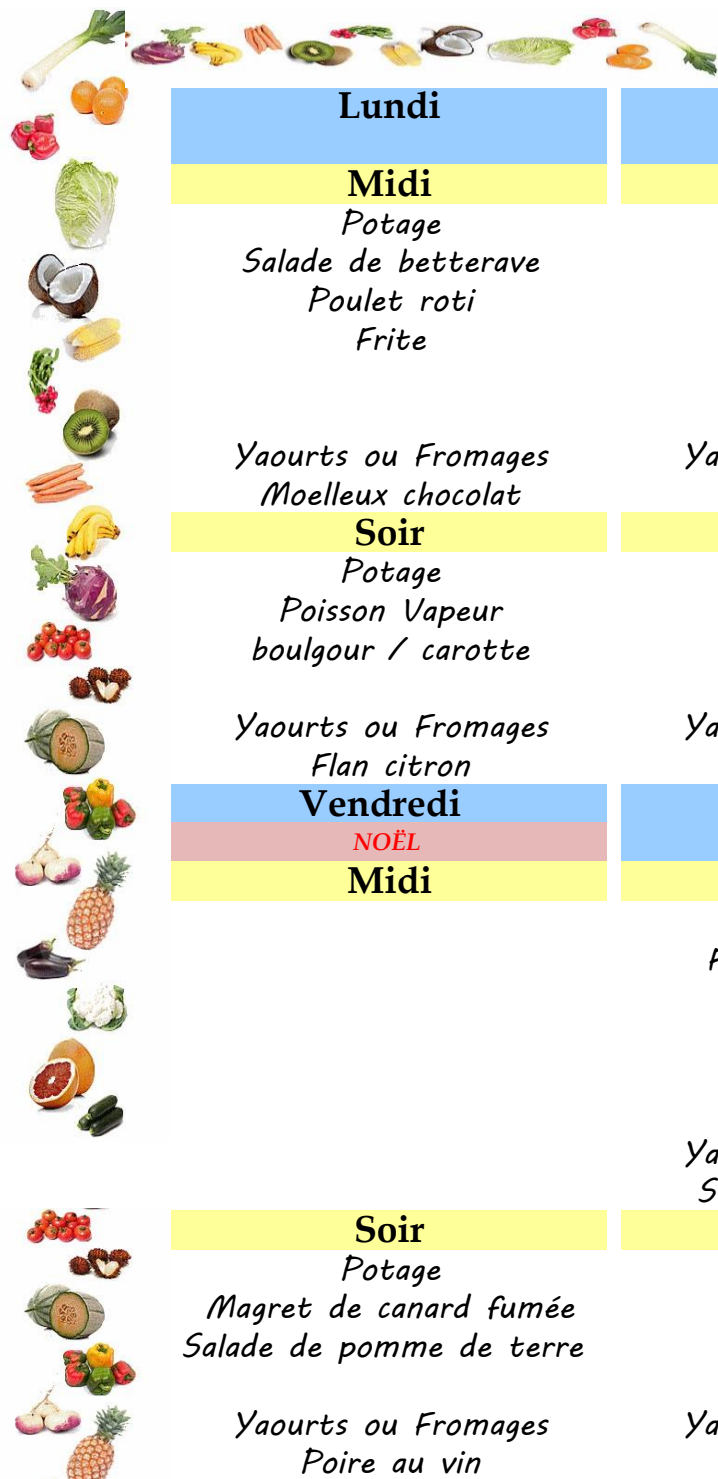 Lundi
Midi
Potage
Salade de betterave
Poulet roti
Frite
Yaourts ou Fromages
Moelleux chocolat
Soir
Potage
Poisson Vapeur
boulgour / carotte
Yaourts ou Fromages
Flan citron
Vendredi
NOËL
Midi
Soir
Potage
Magret de canard fumée
Salade de pomme de terre
Yaourts ou Fromages
Poire au vin